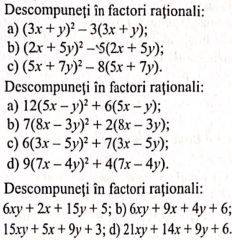 Descompuneți în factori raționali:
a) (3x + y)² – 3(3x + y);
b) (2x + 5y)² – 5(2x + 5y);
c) (5x + 7y)² – 8(5x + 7y).
Descompuneți în factori raționali:
a) 12(5x – y)² + 6(5x – y);
b) 7(8x – 3y)² + 2(8x – 3y);
c) 6(3x – 5y)² + 7(3x – 5y);
d) 9(7x – 4y)² + 4(7x – 4y).
Descompuneți în factori raționali:
6xy + 2x + 15y + 5; b) 6xy + 9x + 4y + 6;
15xy + 5x + 9y + 3; d) 21xy + 14x + 9y + 6.